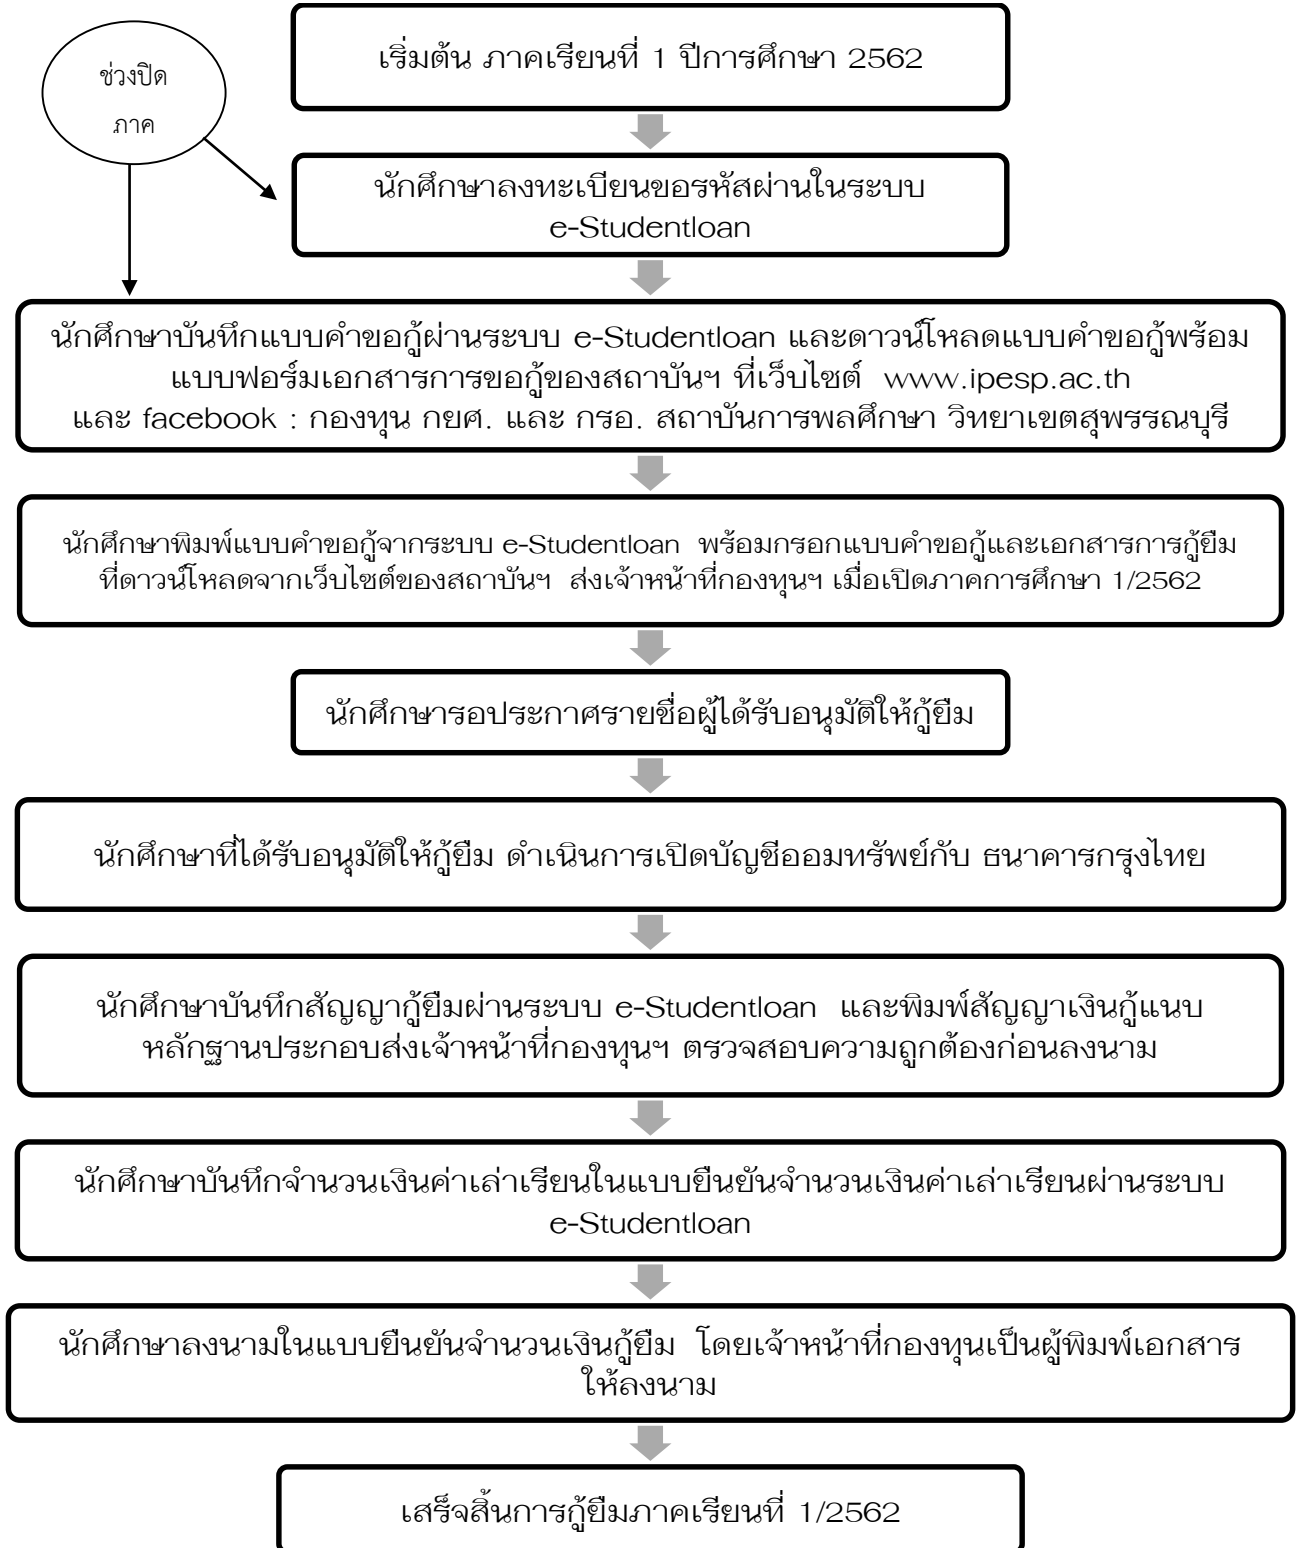 เริ่มต้น ภาคเรียนที่ 1 ปีการศึกษา 2562
ช่วงปิด
ภาค
นักศึกษาลงทะเบียนขอรหัสผ่านในระบบ
e-Studentloan
นักศึกษาบันทึกแบบคำขอกู้ผ่านระบบ e-Studentloan และดาวน์โหลดแบบคำขอกู้พร้อม
แบบฟอร์มเอกสารการขอกู้ของสถาบันฯ ที่เว็บไซต์ www.ipesp.ac.th
และ facebook : กองทุน กยศ. และ กรอ. สถาบันการพลศึกษา วิทยาเขตสุพรรณบุรี
นักศึกษาพิมพ์แบบคำขอกู้จากระบบ e-Studentloan พร้อมกรอกแบบคำขอกู้และเอกสารการกู้ยืม
ที่ดาวน์โหลดจากเว็บไซต์ของสถาบันฯ ส่งเจ้าหน้าที่กองทุนฯ เมื่อเปิดภาคการศึกษา 1/2562
นักศึกษารอประกาศรายชื่อผู้ได้รับอนุมัติให้กู้ยืม
นักศึกษาที่ได้รับอนุมัติให้กู้ยืม ดำเนินการเปิดบัญชีออมทรัพย์กับ ธนาคารกรุงไทย
นักศึกษาบันทึกสัญญากู้ยืมผ่านระบบ e-Studentloan และพิมพ์สัญญาเงินกู้แนบ
หลักฐานประกอบส่งเจ้าหน้าที่กองทุนฯ ตรวจสอบความถูกต้องก่อนลงนาม
นักศึกษาบันทึกจำนวนเงินค่าเล่าเรียนในแบบยืนยันจำนวนเงินค่าเล่าเรียนผ่านระบบ
e-Studentloan
นักศึกษาลงนามในแบบยืนยันจำนวนเงินกู้ยืม โดยเจ้าหน้าที่กองทุนเป็นผู้พิมพ์เอกสาร
ให้ลงนาม
เสร็จสิ้นการกู้ยืมภาคเรียนที่ 1/2562